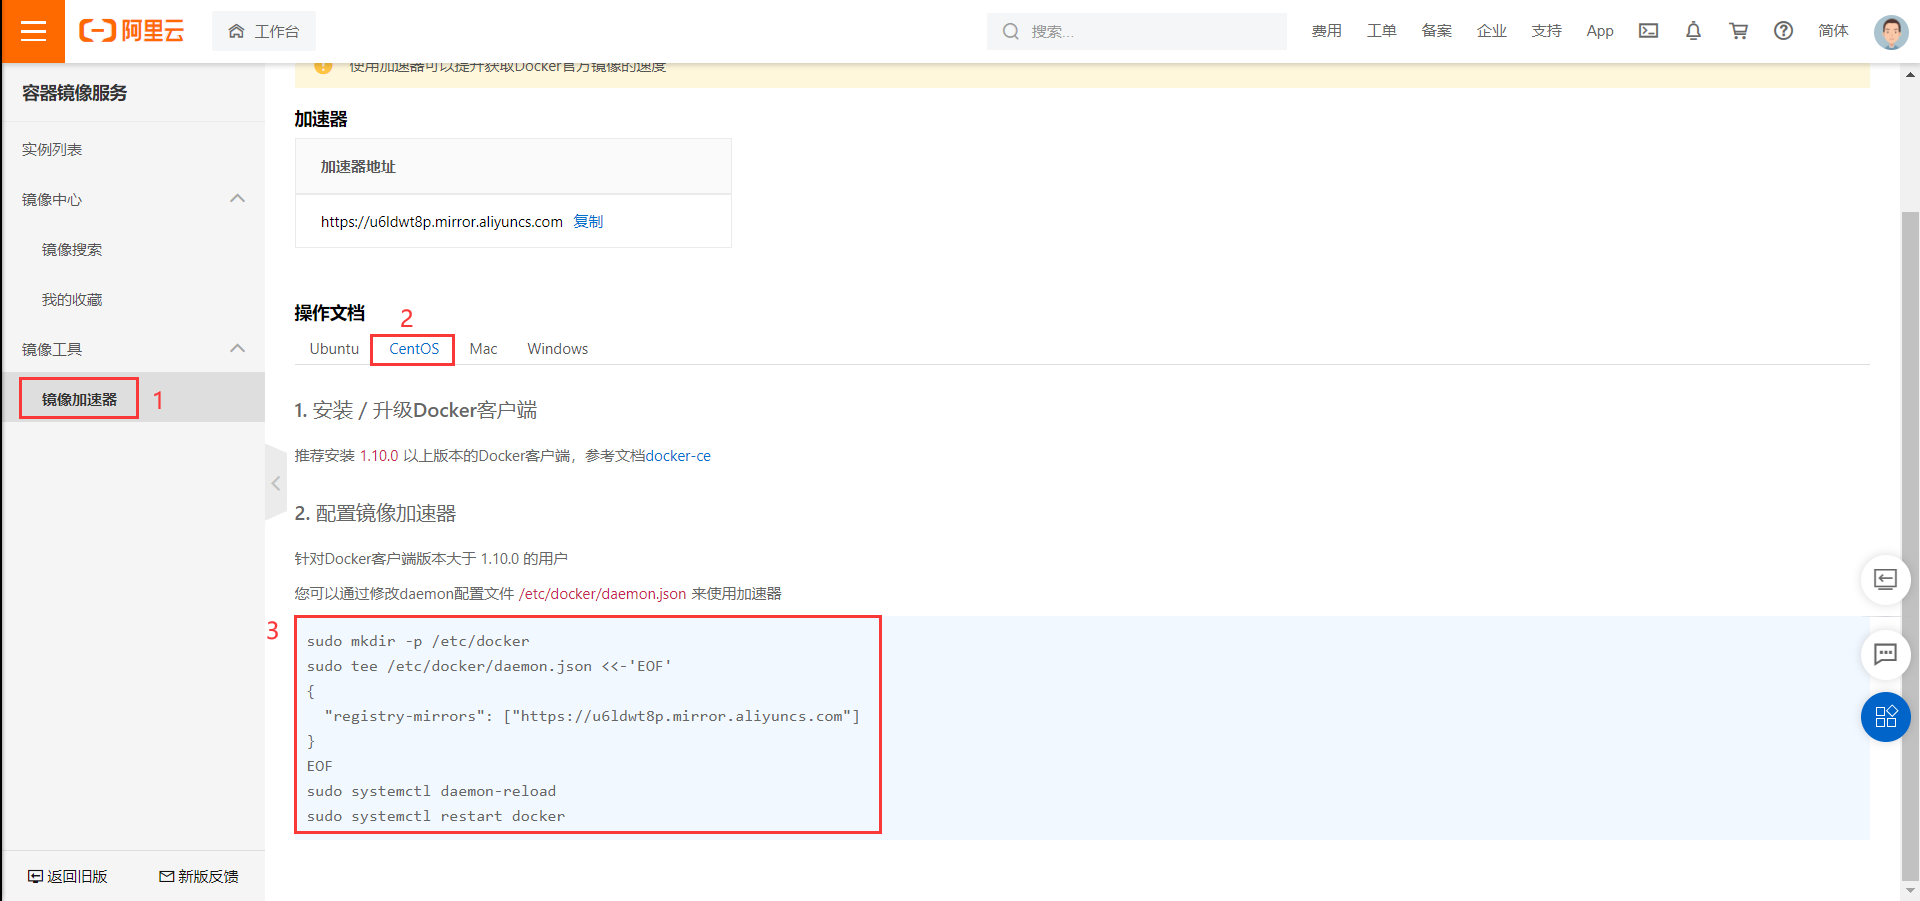 阿里云
工作台
搜索...
费用
工单
备案
企业
支持
App
简体
容器镜像服务
实例列表
镜像中心
镜像搜索
我的收藏
镜像工具
镜像加速器
1
返回旧版
新版反馈
使用加速器可以提升获取Docker官方镜像的速度
加速器
加速器地址
https://u6ldwt8p.mirror.aliyuncs.com 复制
操作文档
2
Ubuntu
CentOS
Mac
Windows
1. 安装 / 升级Docker客户端
推荐安装 1.10.0 以上版本的Docker客户端，参考文档docker-ce
2. 配置镜像加速器
针对Docker客户端版本大于 1.10.0 的用户
您可以通过修改daemon配置文件 /etc/docker/daemon.json 来使用加速器
3
sudo mkdir -p /etc/docker
sudo tee /etc/docker/daemon.json <<-'EOF'
{
  "registry-mirrors": ["https://u6ldwt8p.mirror.aliyuncs.com"]
}
EOF
sudo systemctl daemon-reload
sudo systemctl restart docker